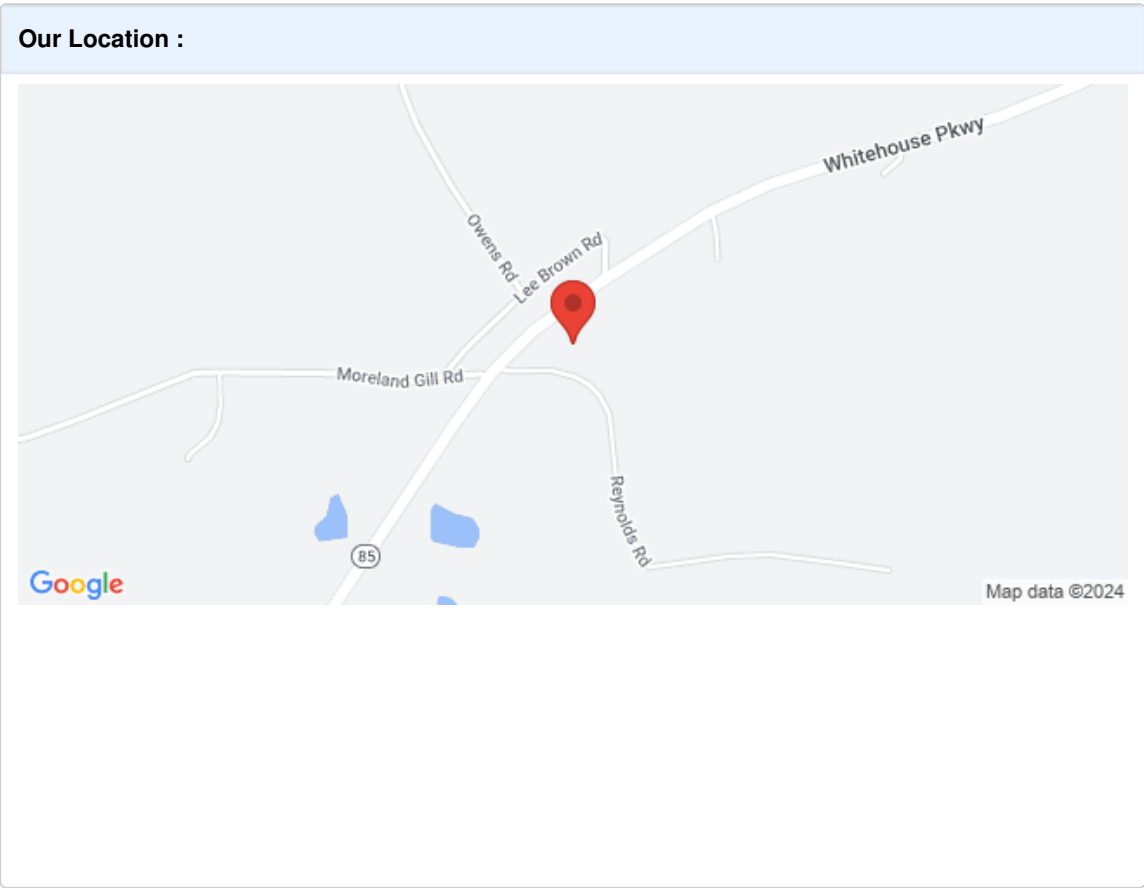 Our Location :
Whitehouse Pkwy
Owens Rd
Lee Brown Rd
Moreland Gill Rd
Reynolds Rd
85
Google
Map data ©2024